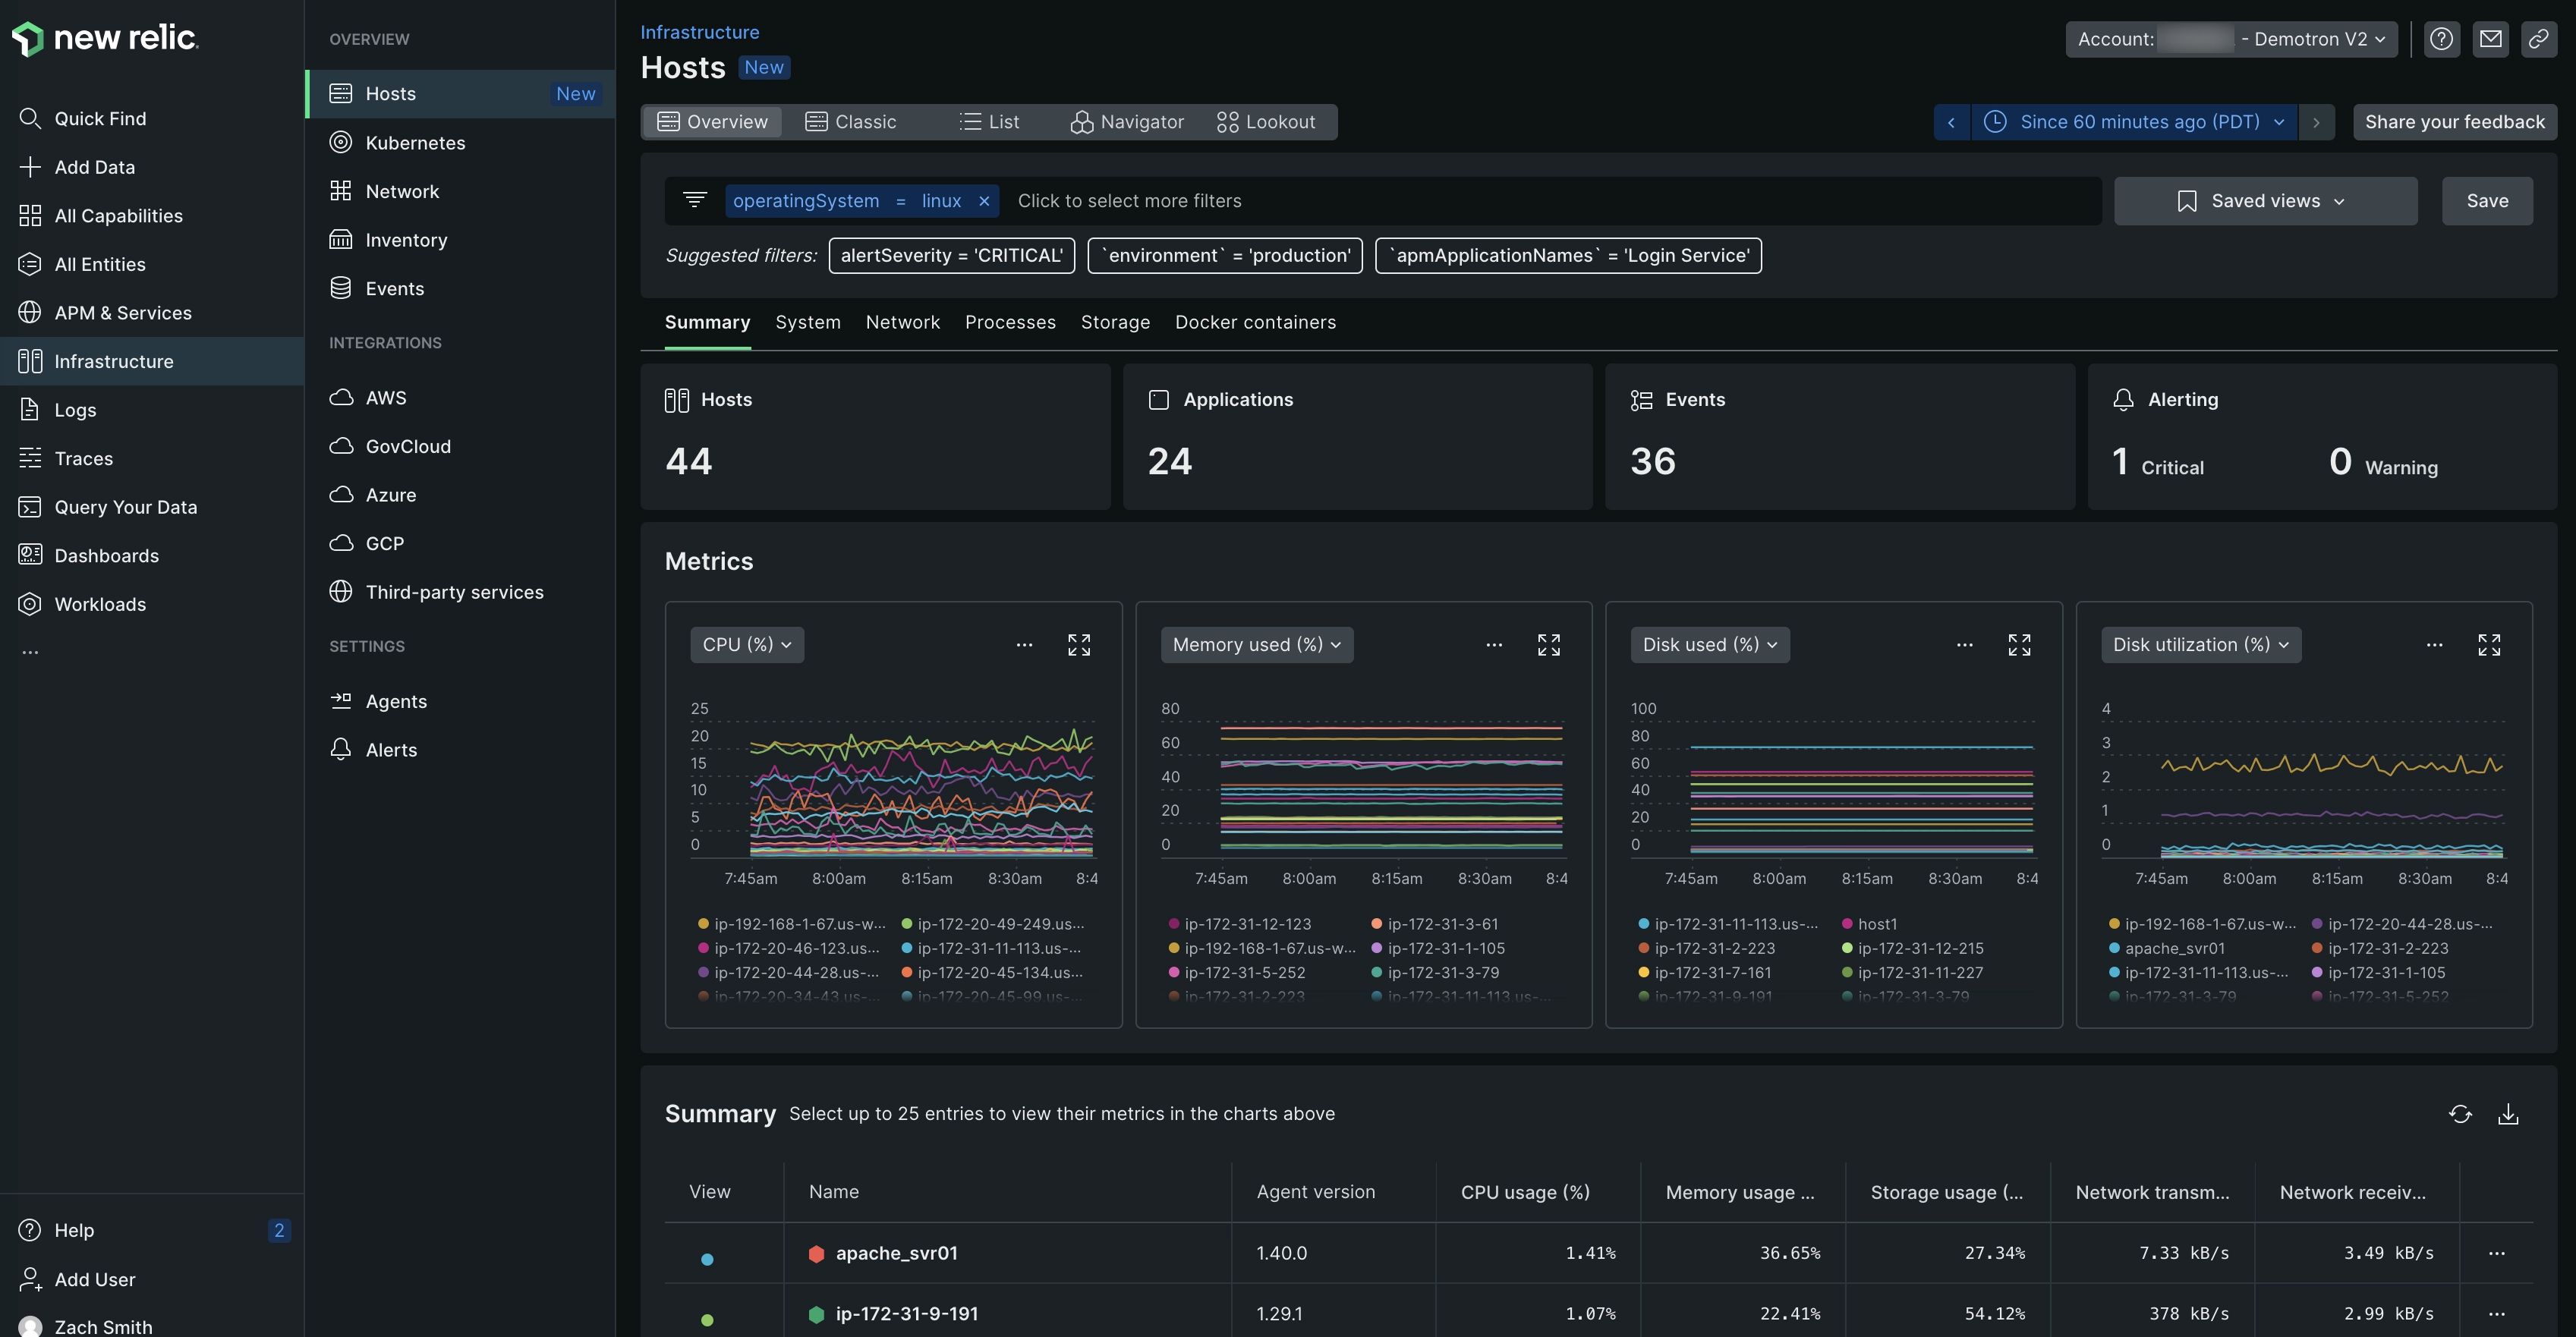 new relic.
Quick Find
Add Data
All Capabilities
All Entities
APM & Services
Infrastructure
Logs
Traces
Query Your Data
Dashboards
Workloads
...
Help 2
Add User
Zach Smith
OVERVIEW
Hosts New
Kubernetes
Network
Inventory
Events
INTEGRATIONS
AWS
GovCloud
Azure
GCP
Third-party services
SETTINGS
Agents
Alerts
Infrastructure
Hosts New
Account: - Demotron V2
Overview Classic List Navigator Lookout
Since 60 minutes ago (PDT)
Share your feedback
operatingSystem = linux × Click to select more filters
Saved views
Save
Suggested filters: alertSeverity = 'CRITICAL' `environment` = 'production' `apmApplicationNames` = 'Login Service'
Summary System Network Processes Storage Docker containers
Hosts
44
Applications
24
Events
36
Alerting
1 Critical 0 Warning
Metrics
CPU (%) ...
25
20
15
10
5
0
7:45am 8:00am 8:15am 8:30am 8:4
ip-192-168-1-67.us-w... ip-172-20-49-249.us...
ip-172-20-46-123.us... ip-172-31-11-113.us-...
ip-172-20-44-28.us-... ip-172-20-45-134.us...
ip-172-20-34-43.us-... ip-172-20-45-99.us-...
Memory used (%) ...
80
60
40
20
0
7:45am 8:00am 8:15am 8:30am 8:4
ip-172-31-12-123 ip-172-31-3-61
ip-192-168-1-67.us-w... ip-172-31-1-105
ip-172-31-5-252 ip-172-31-3-79
ip-172-31-2-223 ip-172-31-11-113.us-...
Disk used (%) ...
100
80
60
40
20
0
7:45am 8:00am 8:15am 8:30am 8:4
ip-172-31-11-113.us-... host1
ip-172-31-2-223 ip-172-31-12-215
ip-172-31-7-161 ip-172-31-11-227
ip-172-31-9-191 ip-172-31-3-79
Disk utilization (%) ...
4
3
2
1
0
7:45am 8:00am 8:15am 8:30am 8:4
ip-192-168-1-67.us-w... ip-172-20-44-28.us-...
apache_svr01 ip-172-31-2-223
ip-172-31-11-113.us-... ip-172-31-1-105
ip-172-31-3-79 ip-172-31-5-252
Summary Select up to 25 entries to view their metrics in the charts above
View Name Agent version CPU usage (%) Memory usage ... Storage usage (... Network transm... Network receiv...
apache_svr01 1.40.0 1.41% 36.65% 27.34% 7.33 kB/s 3.49 kB/s ...
ip-172-31-9-191 1.29.1 1.07% 22.41% 54.12% 378 kB/s 2.99 kB/s ...